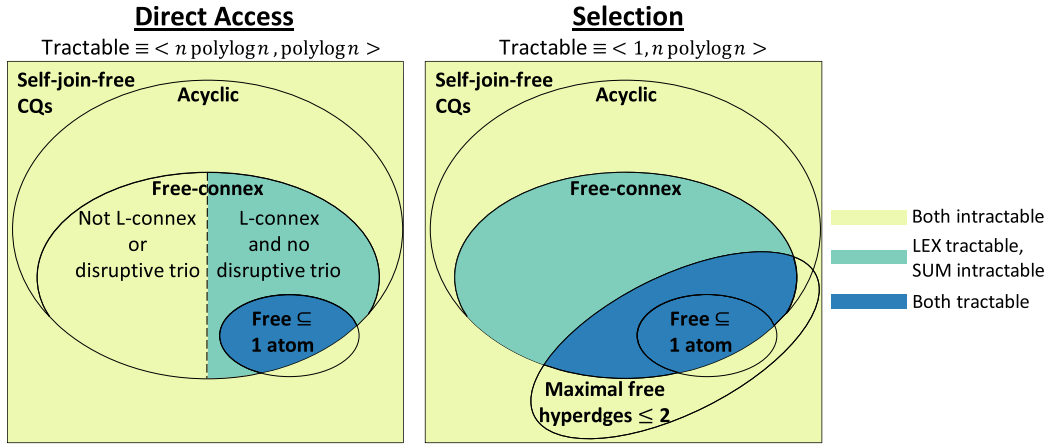 Direct Access
Tractable ≡ < n polylog n , polylog n >
Self-join-free
CQs
Acyclic
Free-connex
Not L-connex
or
disruptive trio
L-connex
and no
disruptive trio
Free ⊆
1 atom
Selection
Tractable ≡ < 1, n polylog n >
Self-join-free
CQs
Acyclic
Free-connex
Free ⊆
1 atom
Maximal free
hyperdges ≤ 2
Both intractable
LEX tractable,
SUM intractable
Both tractable